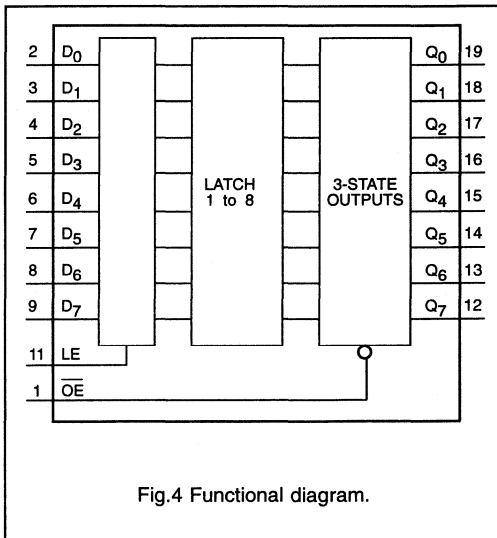 2 D0 Q0 19
3 D1 Q1 18
4 D2 Q2 17
5 D3 Q3 16
6 D4 Q4 15
7 D5 Q5 14
8 D6 Q6 13
9 D7 Q7 12
LATCH
1 to 8
3-STATE
OUTPUTS
11 LE
1 O̅E̅
Fig.4 Functional diagram.